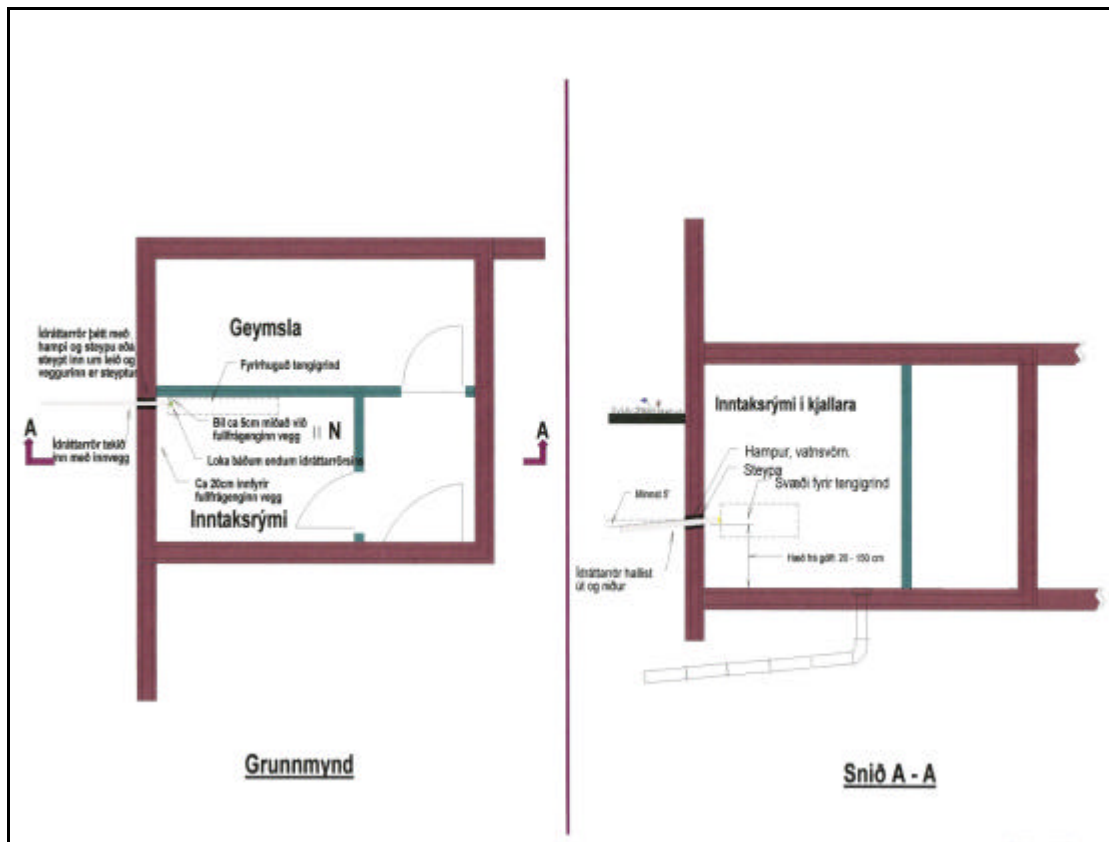 Geymsla
Ídráttarrör þétt með
hampi og steypu eða
steypt inn um leið og
veggurinn er steyptur
Fyrirhuguð tengigrind
A
Ídráttarrör tekið
inn með innvegg
Bil ca 5cm miðað við
fullfrágenginn vegg
N
Loka báðum endum ídráttarrörsins
A
Ca 20cm innfyrir
fullfrágenginn vegg
Inntaksrými
Grunnmynd
Inntaksrými í kjallara
Hampur, vatnsvörn.
Steypa
Svæði fyrir tengigrind
Minnst 5°
Hæð frá gólfi 20 - 150 cm
Ídráttarrör hallist
út og niður
Snið A - A